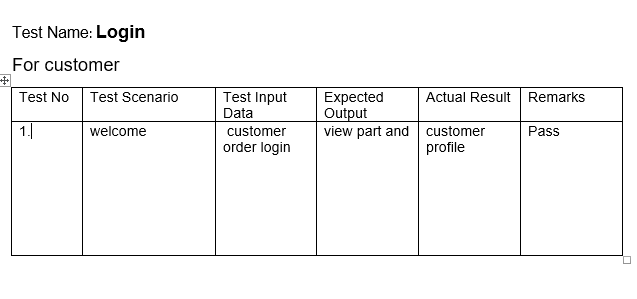 Test Name: Login
For customer
Test No Test Scenario Test Input Data Expected Output Actual Result Remarks
1. welcome customer order login view part and customer profile Pass